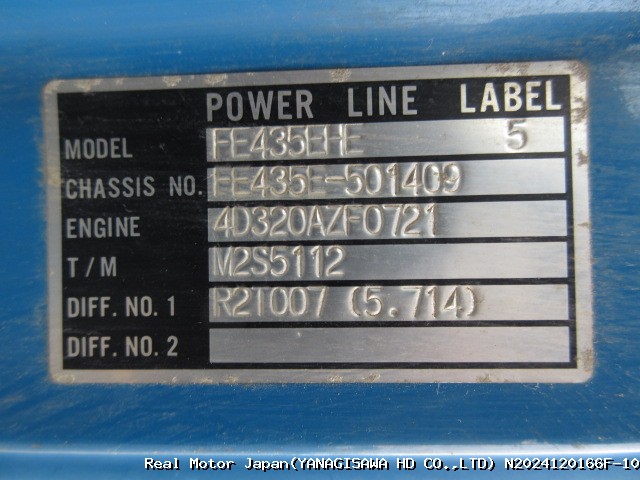 POWER LINE LABEL
MODEL FE435EHE 5
CHASSIS NO. FE435E-501409
ENGINE 4D320AZF0721
T/M M2S5112
DIFF. NO. 1 R21007 (5.714)
DIFF. NO. 2
Real Motor Japan(YANAGISAWA HD CO.,LTD) N2024120166F-10